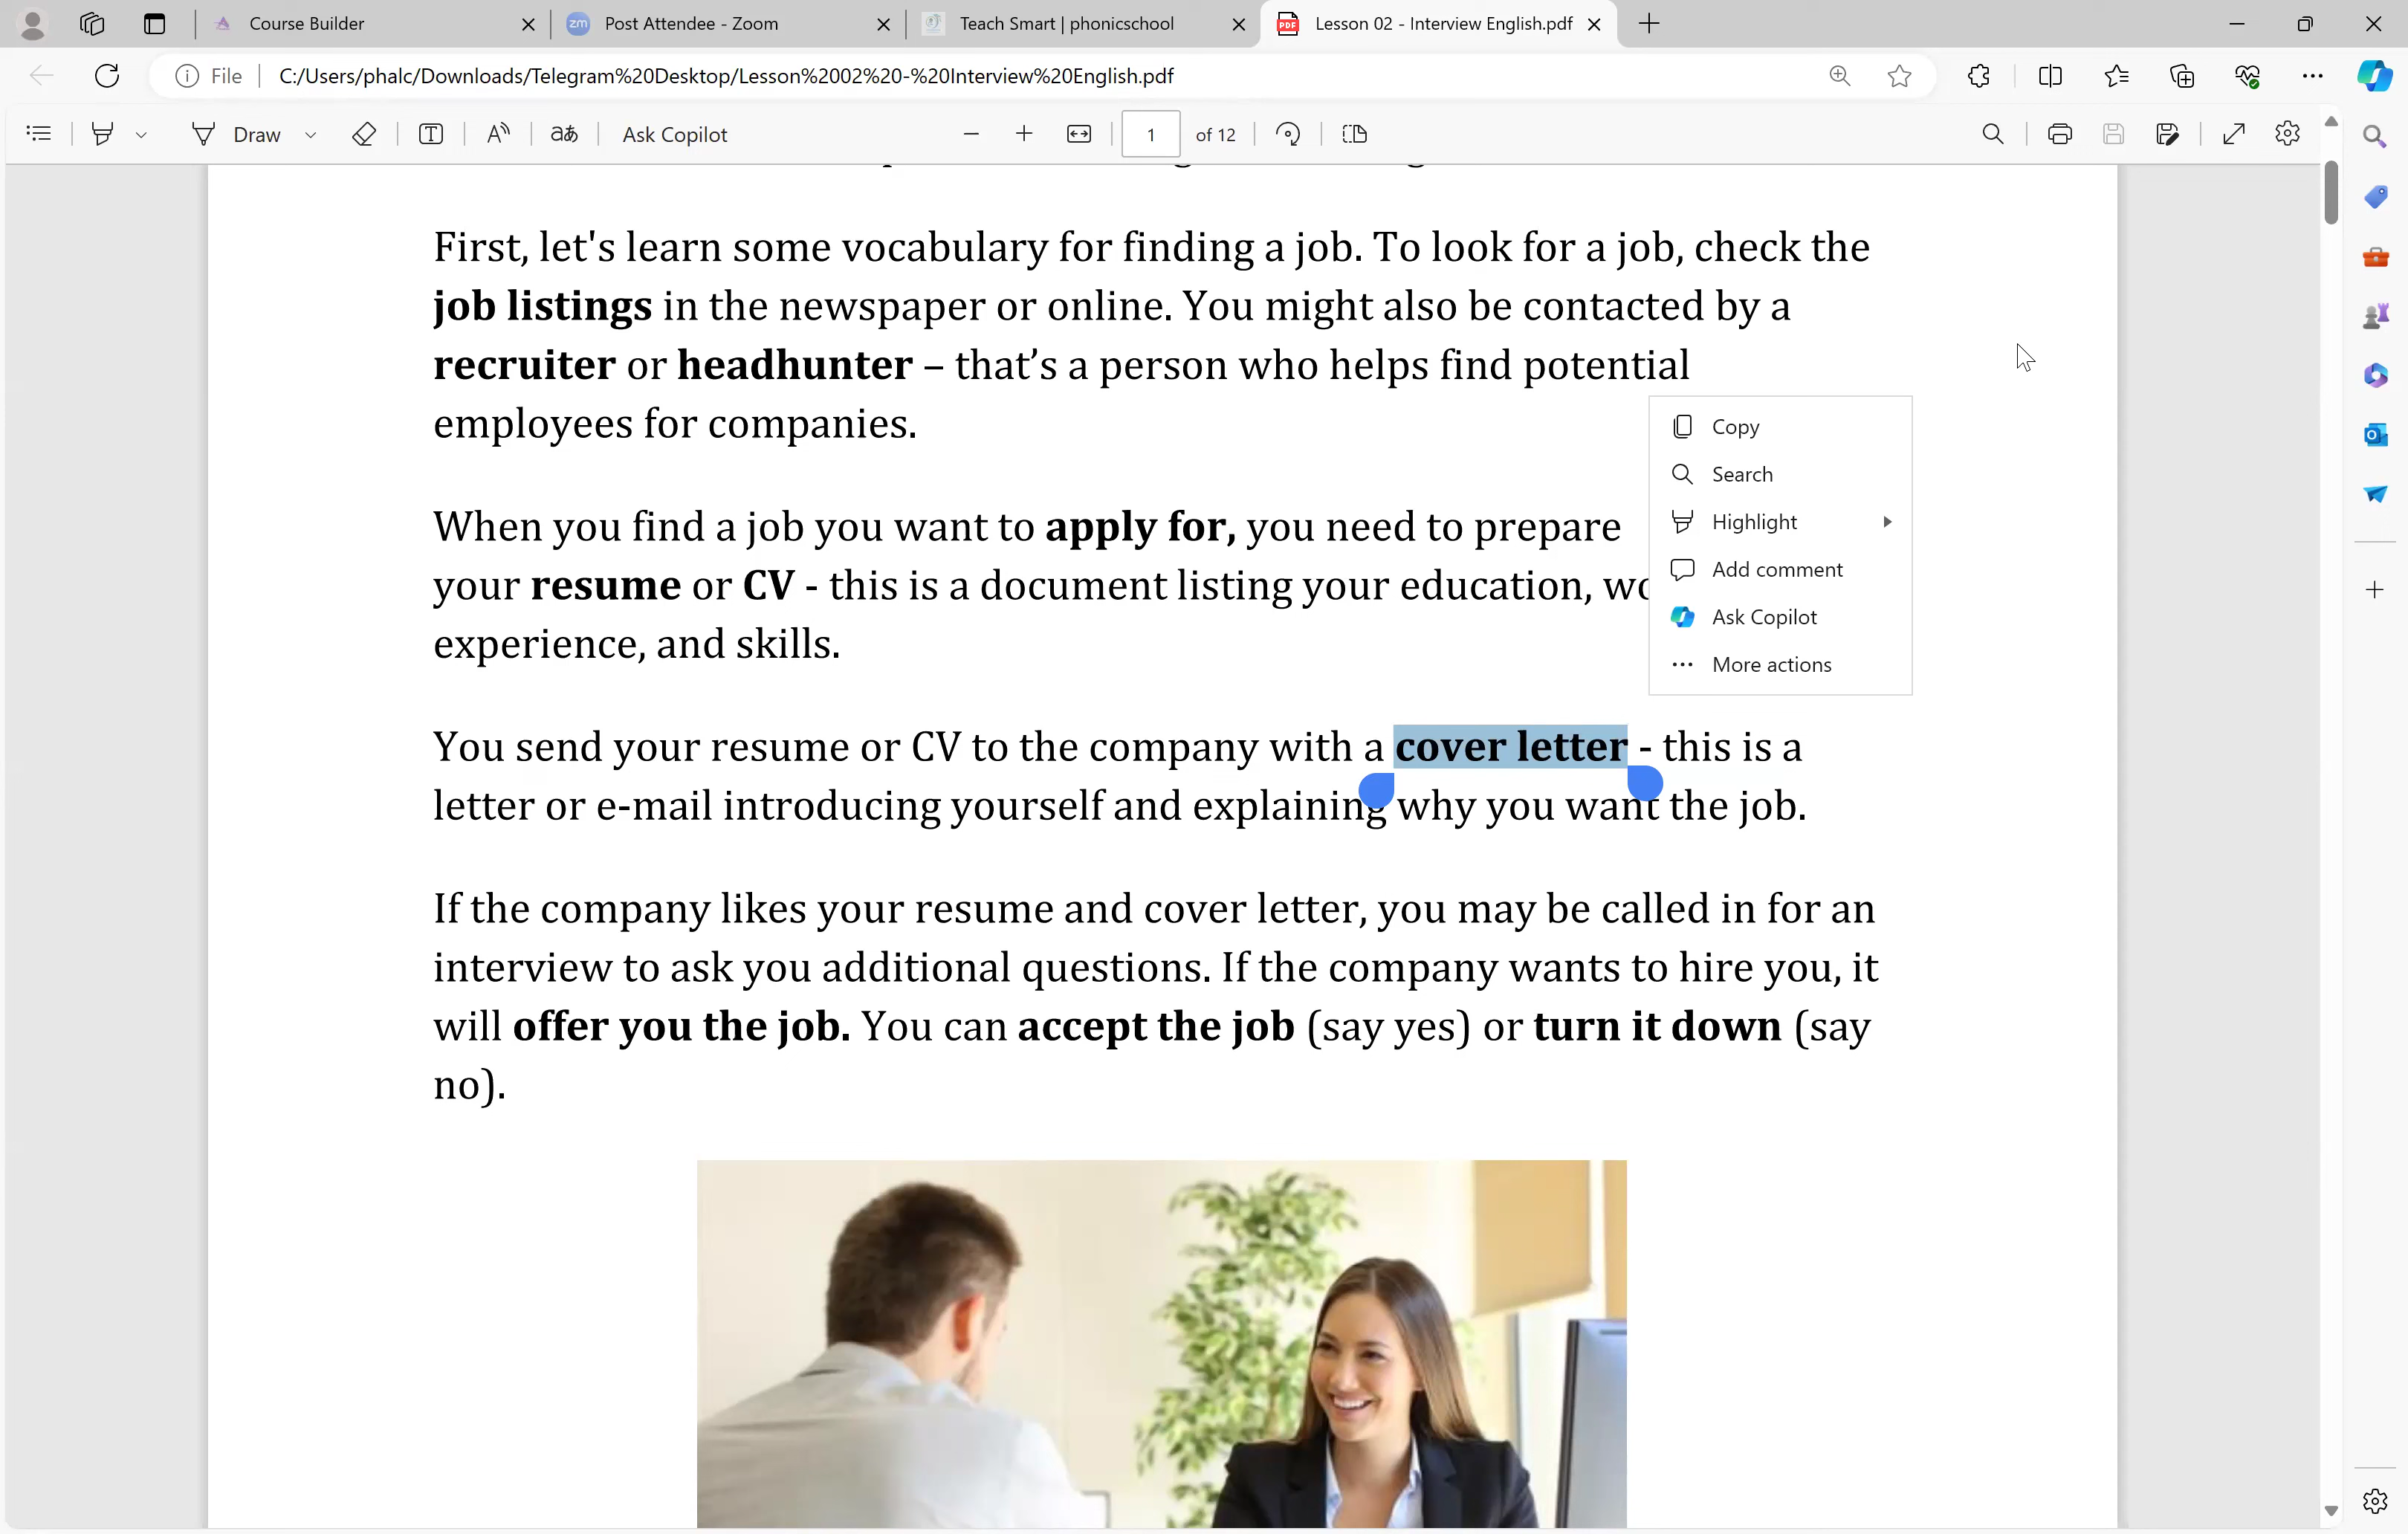 Course Builder
zm Post Attendee - Zoom
Teach Smart | phonicschool
PDF Lesson 02 - Interview English.pdf
File C:/Users/phalc/Downloads/Telegram%20Desktop/Lesson%2002%20-%20Interview%20English.pdf
Draw
Ask Copilot
1 of 12
First, let's learn some vocabulary for finding a job. To look for a job, check the
job listings in the newspaper or online. You might also be contacted by a
recruiter or headhunter – that’s a person who helps find potential
employees for companies.
Copy
Search
Highlight
Add comment
Ask Copilot
More actions
When you find a job you want to apply for, you need to prepare
your resume or CV - this is a document listing your education,
experience, and skills.
You send your resume or CV to the company with a cover letter - this is a
letter or e-mail introducing yourself and explaining why you want the job.
If the company likes your resume and cover letter, you may be called in for an
interview to ask you additional questions. If the company wants to hire you, it
will offer you the job. You can accept the job (say yes) or turn it down (say
no).